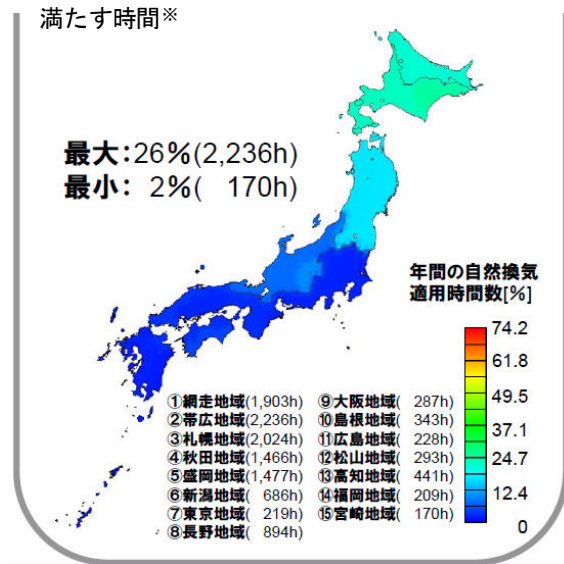 満たす時間※
最大：26%(2,236h)
最小： 2%( 170h)
年間の自然換気
適用時間数[%]
74.2
61.8
49.5
37.1
24.7
12.4
0
①網走地域(1,903h)
②帯広地域(2,236h)
③札幌地域(2,024h)
④秋田地域(1,466h)
⑤盛岡地域(1,477h)
⑥新潟地域( 686h)
⑦東京地域( 219h)
⑧長野地域( 894h)
⑨大阪地域( 287h)
⑩島根地域( 343h)
⑪広島地域( 228h)
⑫松山地域( 293h)
⑬高知地域( 441h)
⑭福岡地域( 209h)
⑮宮崎地域( 170h)